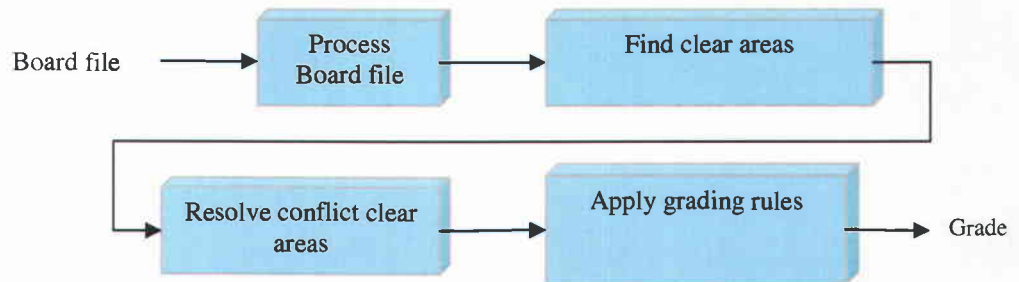 Board file
Process
Board file
Find clear areas
Resolve conflict clear
areas
Apply grading rules
Grade